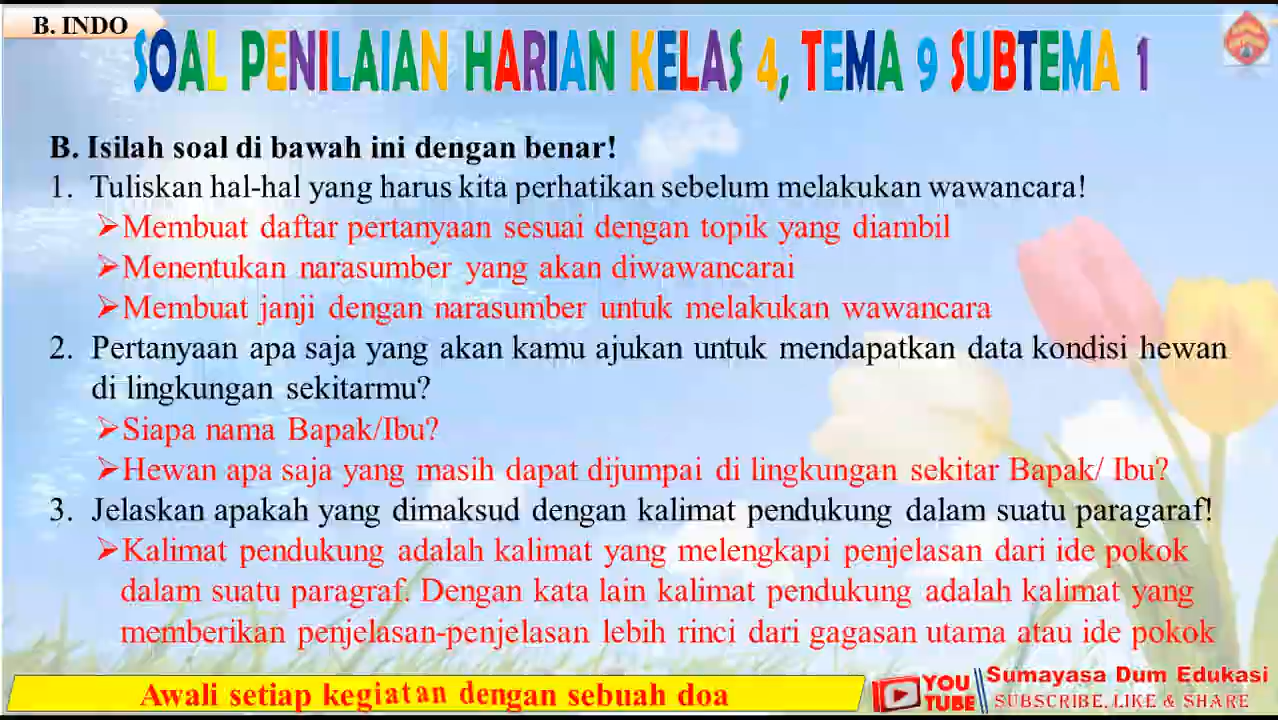 B. INDO
SOAL PENILAIAN HARIAN KELAS 4, TEMA 9 SUBTEMA 1
B. Isilah soal di bawah ini dengan benar!
1. Tuliskan hal-hal yang harus kita perhatikan sebelum melakukan wawancara!
➢Membuat daftar pertanyaan sesuai dengan topik yang diambil
➢Menentukan narasumber yang akan diwawancarai
➢Membuat janji dengan narasumber untuk melakukan wawancara
2. Pertanyaan apa saja yang akan kamu ajukan untuk mendapatkan data kondisi hewan
di lingkungan sekitarmu?
➢Siapa nama Bapak/Ibu?
➢Hewan apa saja yang masih dapat dijumpai di lingkungan sekitar Bapak/ Ibu?
3. Jelaskan apakah yang dimaksud dengan kalimat pendukung dalam suatu paragaraf!
➢Kalimat pendukung adalah kalimat yang melengkapi penjelasan dari ide pokok
dalam suatu paragraf. Dengan kata lain kalimat pendukung adalah kalimat yang
memberikan penjelasan-penjelasan lebih rinci dari gagasan utama atau ide pokok
Awali setiap kegiatan dengan sebuah doa
YOU
TUBE
Sumayasa Dum Edukasi
SUBSCRIBE, LIKE & SHARE